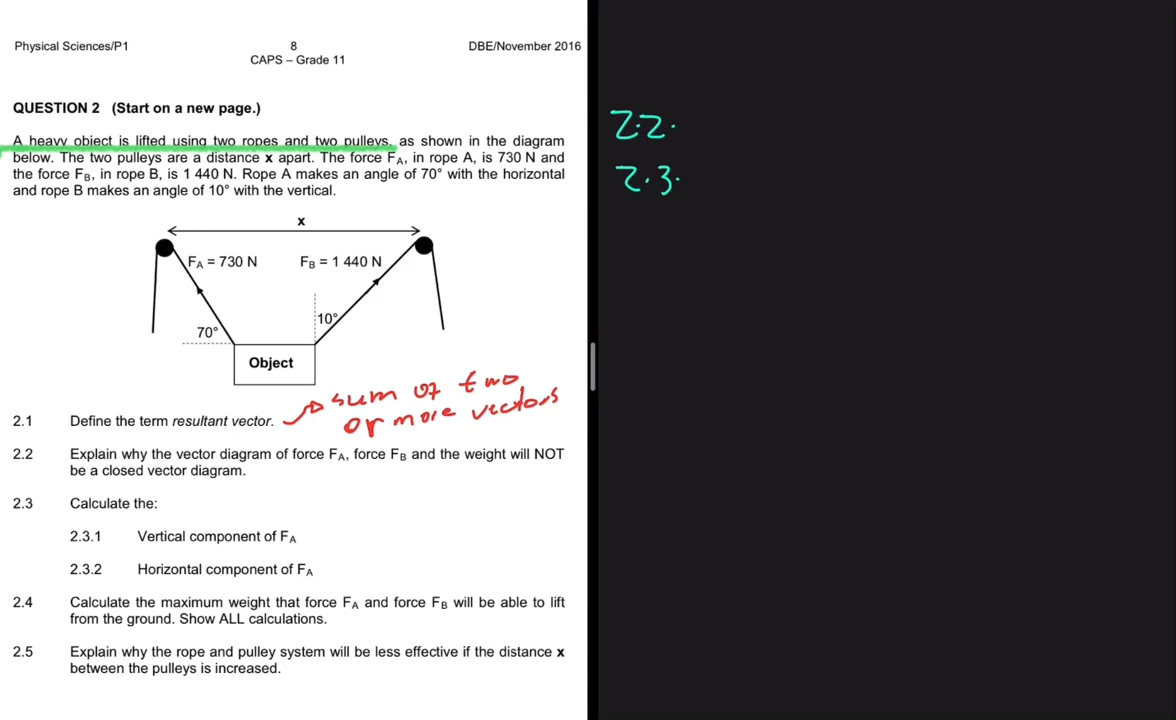 Physical Sciences/P1 8 DBE/November 2016
CAPS – Grade 11
QUESTION 2 (Start on a new page.)
A heavy object is lifted using two ropes and two pulleys, as shown in the diagram
below. The two pulleys are a distance x apart. The force FA, in rope A, is 730 N and
the force FB, in rope B, is 1 440 N. Rope A makes an angle of 70° with the horizontal
and rope B makes an angle of 10° with the vertical.
x
FA = 730 N FB = 1 440 N
10°
70°
Object
sum of two
or more vectors
2.1 Define the term resultant vector.
2.2 Explain why the vector diagram of force FA, force FB and the weight will NOT
be a closed vector diagram.
2.3 Calculate the:
2.3.1 Vertical component of FA
2.3.2 Horizontal component of FA
2.4 Calculate the maximum weight that force FA and force FB will be able to lift
from the ground. Show ALL calculations.
2.5 Explain why the rope and pulley system will be less effective if the distance x
between the pulleys is increased.
2.2.
2.3.